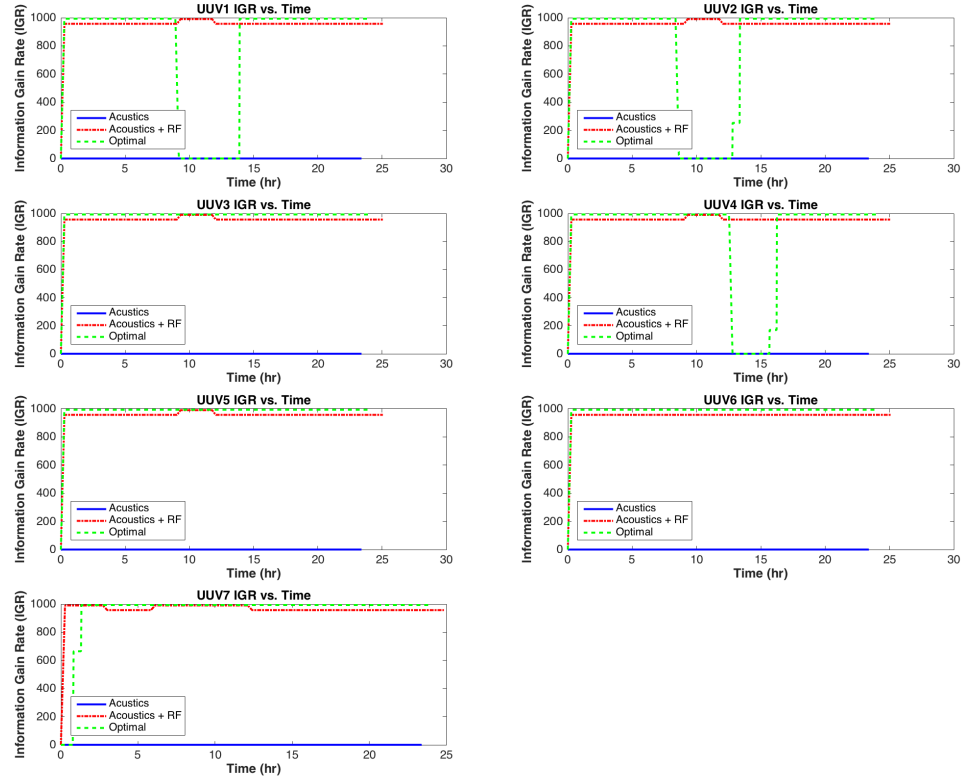 UUV1 IGR vs. Time
Information Gain Rate (IGR)
1000
800
600
400
200
0
Acustics
Acoustics + RF
Optimal
0 5 10 15 20 25 30
Time (hr)
UUV2 IGR vs. Time
Information Gain Rate (IGR)
1000
800
600
400
200
0
Acustics
Acoustics + RF
Optimal
0 5 10 15 20 25 30
Time (hr)
UUV3 IGR vs. Time
Information Gain Rate (IGR)
1000
800
600
400
200
0
Acustics
Acoustics + RF
Optimal
0 5 10 15 20 25 30
Time (hr)
UUV4 IGR vs. Time
Information Gain Rate (IGR)
1000
800
600
400
200
0
Acustics
Acoustics + RF
Optimal
0 5 10 15 20 25 30
Time (hr)
UUV5 IGR vs. Time
Information Gain Rate (IGR)
1000
800
600
400
200
0
Acustics
Acoustics + RF
Optimal
0 5 10 15 20 25 30
Time (hr)
UUV6 IGR vs. Time
Information Gain Rate (IGR)
1000
800
600
400
200
0
Acustics
Acoustics + RF
Optimal
0 5 10 15 20 25 30
Time (hr)
UUV7 IGR vs. Time
Information Gain Rate (IGR)
1000
800
600
400
200
0
Acustics
Acoustics + RF
Optimal
0 5 10 15 20 25
Time (hr)